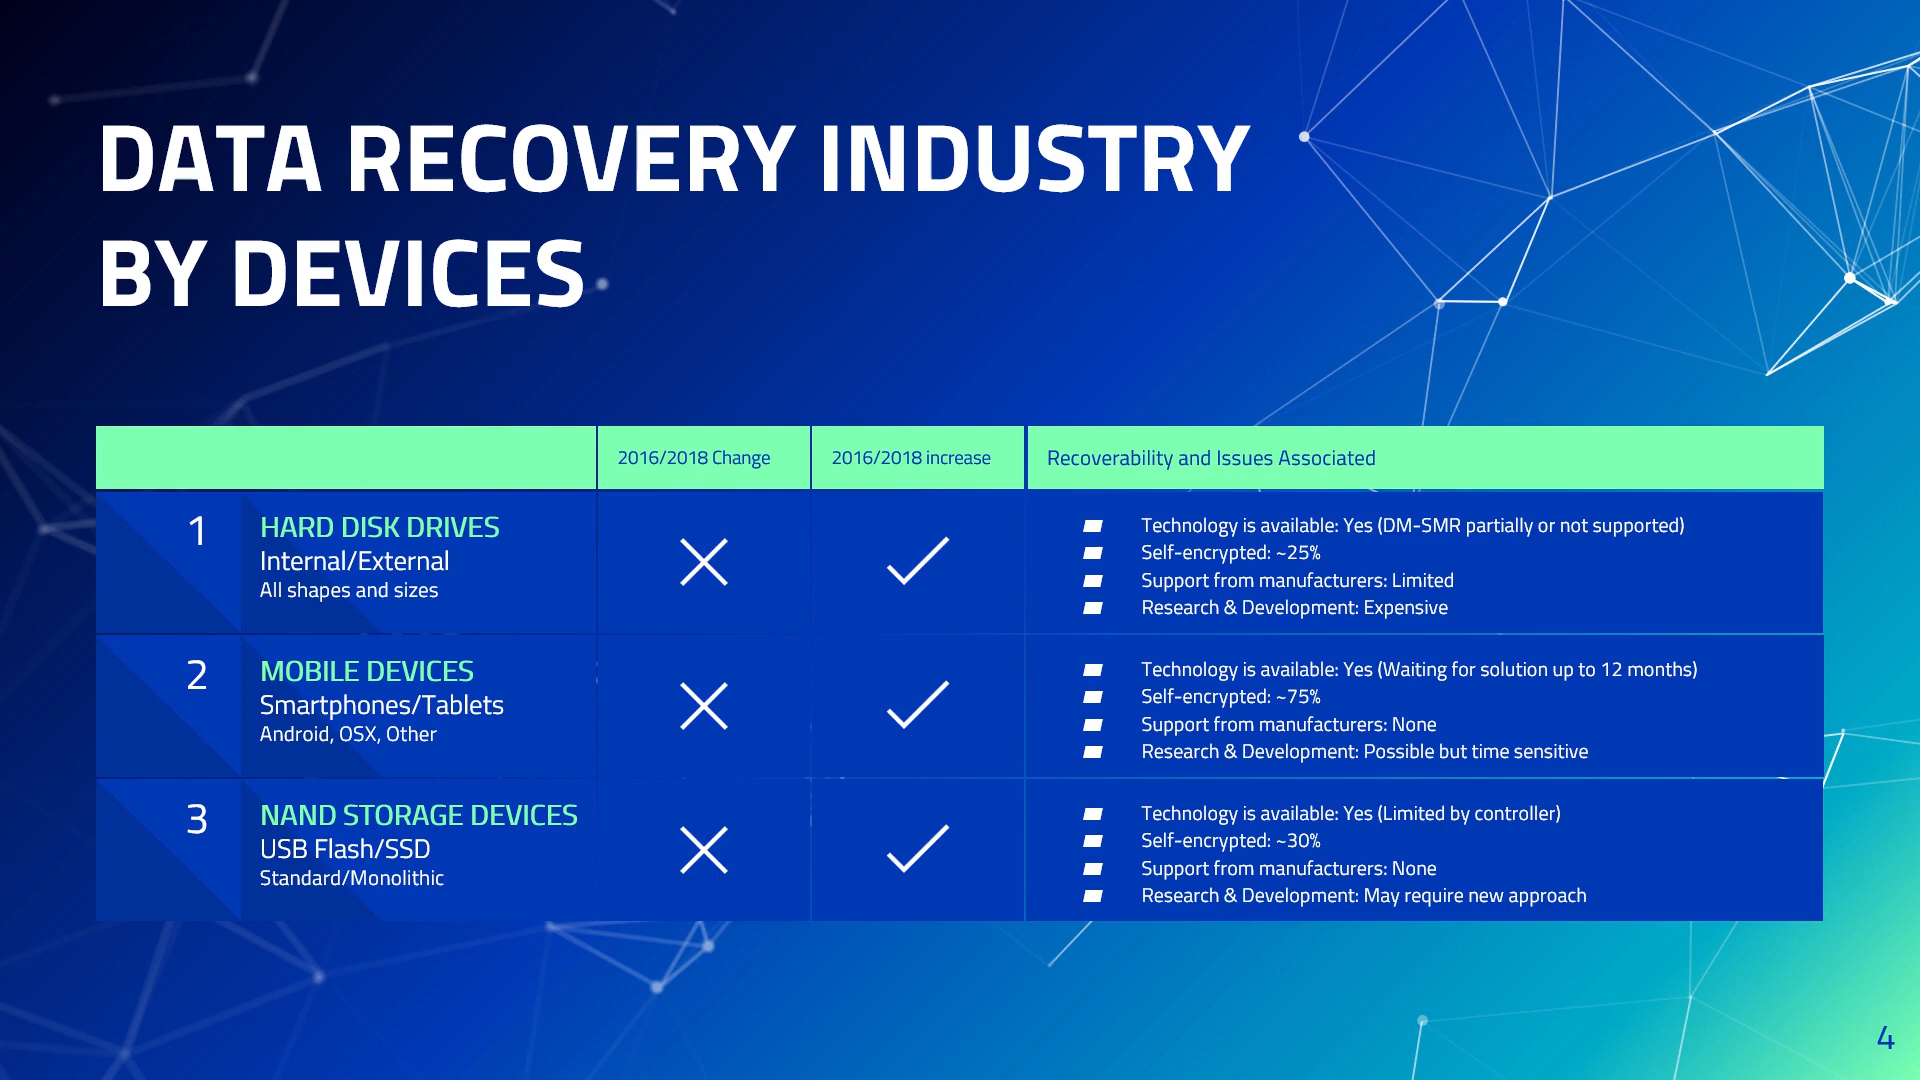 DATA RECOVERY INDUSTRY
BY DEVICES
2016/2018 Change
2016/2018 increase
Recoverability and Issues Associated
1
HARD DISK DRIVES
Internal/External
All shapes and sizes
Technology is available: Yes (DM-SMR partially or not supported)
Self-encrypted: ~25%
Support from manufacturers: Limited
Research & Development: Expensive
2
MOBILE DEVICES
Smartphones/Tablets
Android, OSX, Other
Technology is available: Yes (Waiting for solution up to 12 months)
Self-encrypted: ~75%
Support from manufacturers: None
Research & Development: Possible but time sensitive
3
NAND STORAGE DEVICES
USB Flash/SSD
Standard/Monolithic
Technology is available: Yes (Limited by controller)
Self-encrypted: ~30%
Support from manufacturers: None
Research & Development: May require new approach
4